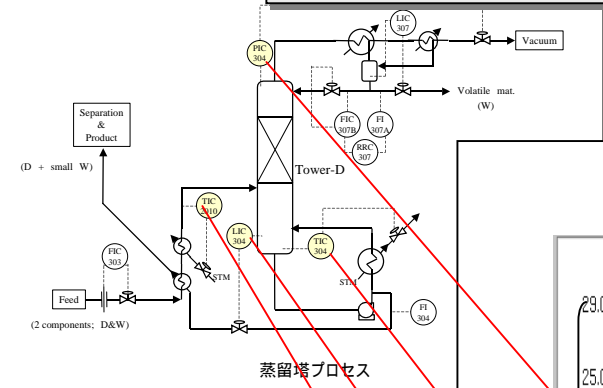 LIC
307
PIC
304
Vacuum
Volatile mat.
(W)
Separation
&
Product
FIC
307B
FI
307A
RRC
307
(D + small W)
Tower-D
TIC
2010
LIC
304
TIC
304
FIC
303
STM
STM
Feed
FI
304
(2 components; D&W)
蒸留塔プロセス
29.0
25.0